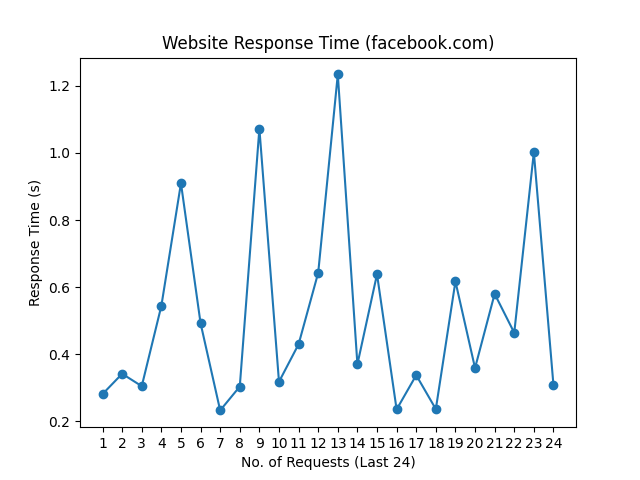 Website Response Time (facebook.com)
Response Time (s)
1.2
1.0
0.8
0.6
0.4
0.2
1 2 3 4 5 6 7 8 9 10 11 12 13 14 15 16 17 18 19 20 21 22 23 24
No. of Requests (Last 24)